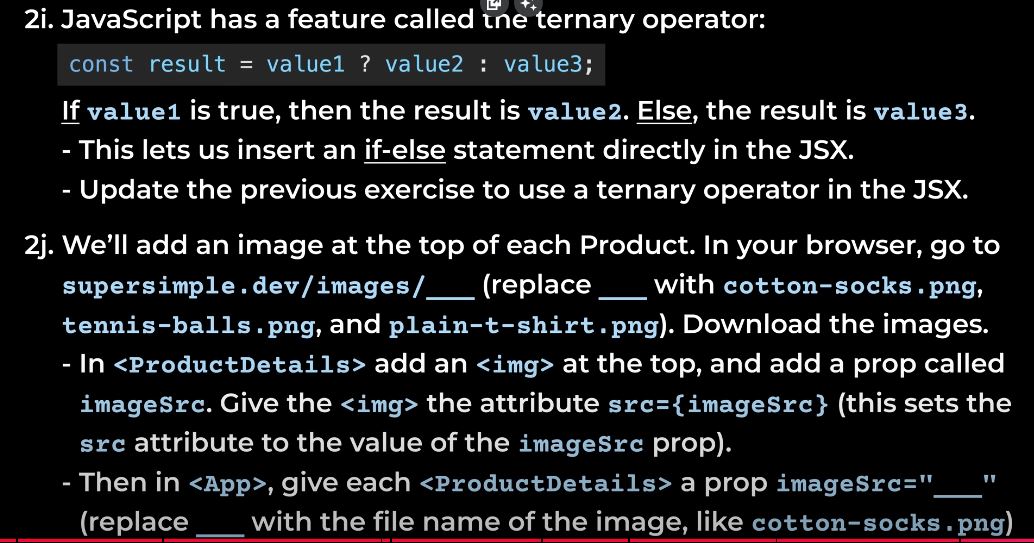 2i. JavaScript has a feature called the ternary operator:
const result = value1 ? value2 : value3;
If value1 is true, then the result is value2. Else, the result is value3.
- This lets us insert an if-else statement directly in the JSX.
- Update the previous exercise to use a ternary operator in the JSX.
2j. We’ll add an image at the top of each Product. In your browser, go to
supersimple.dev/images/___ (replace ___ with cotton-socks.png,
tennis-balls.png, and plain-t-shirt.png). Download the images.
- In <ProductDetails> add an <img> at the top, and add a prop called
imageSrc. Give the <img> the attribute src={imageSrc} (this sets the
src attribute to the value of the imageSrc prop).
- Then in <App>, give each <ProductDetails> a prop imageSrc="___"
(replace ___ with the file name of the image, like cotton-socks.png)